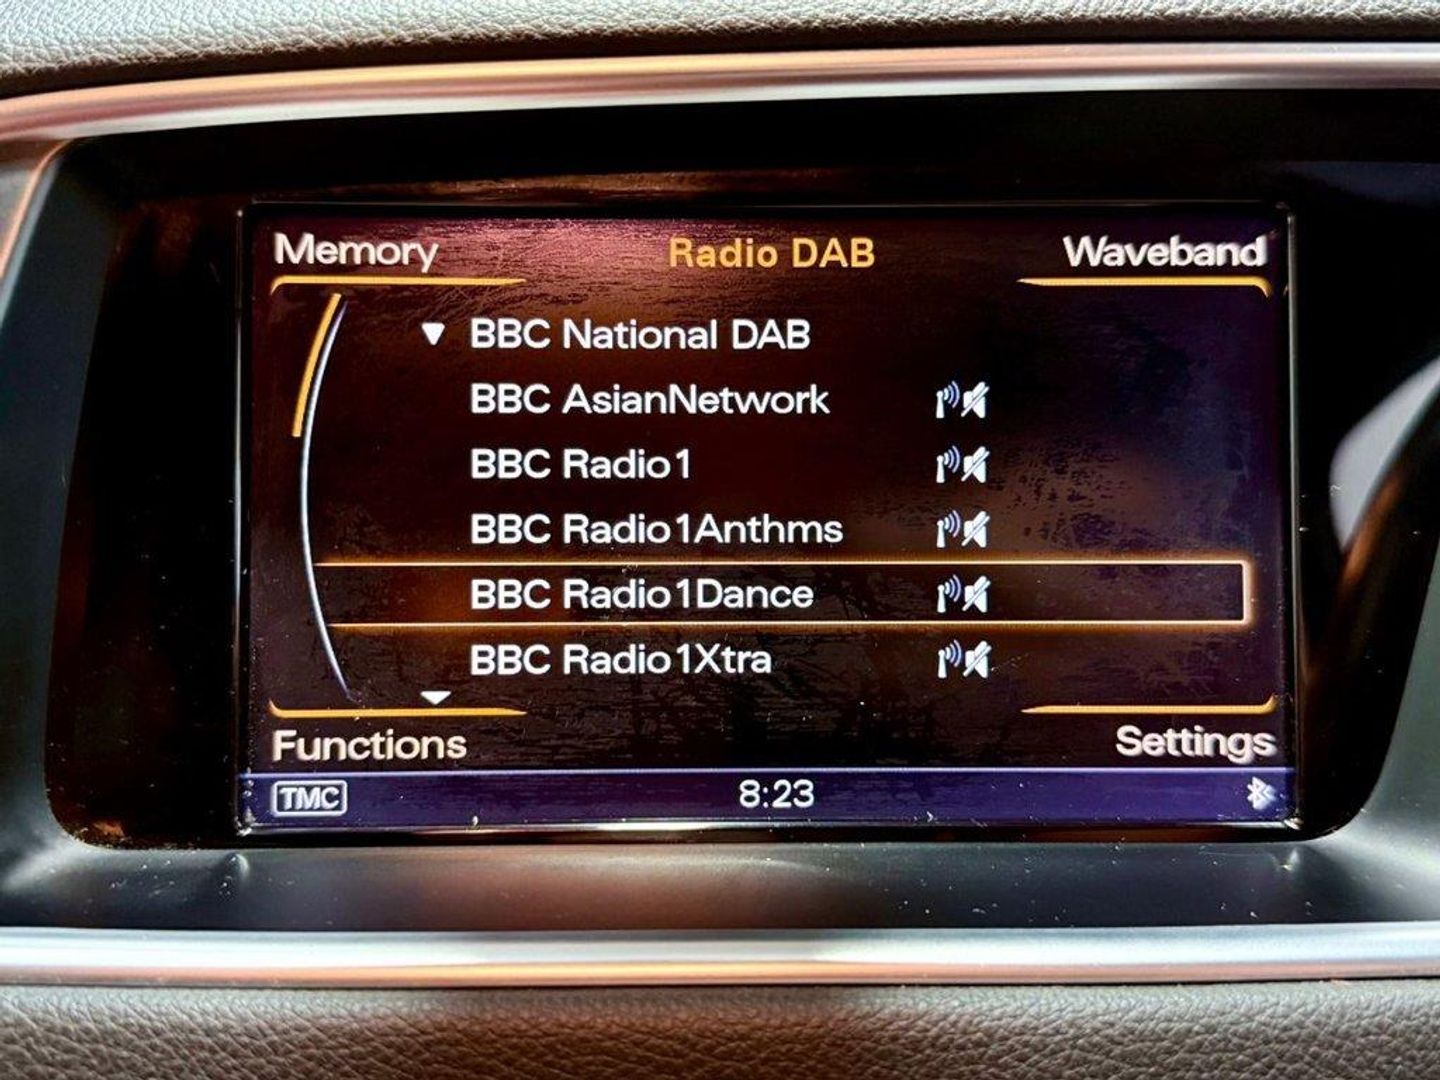 Memory Radio DAB Waveband
BBC National DAB
BBC AsianNetwork
BBC Radio1
BBC Radio1Anthms
BBC Radio1Dance
BBC Radio1Xtra
Functions Settings
TMC 8:23